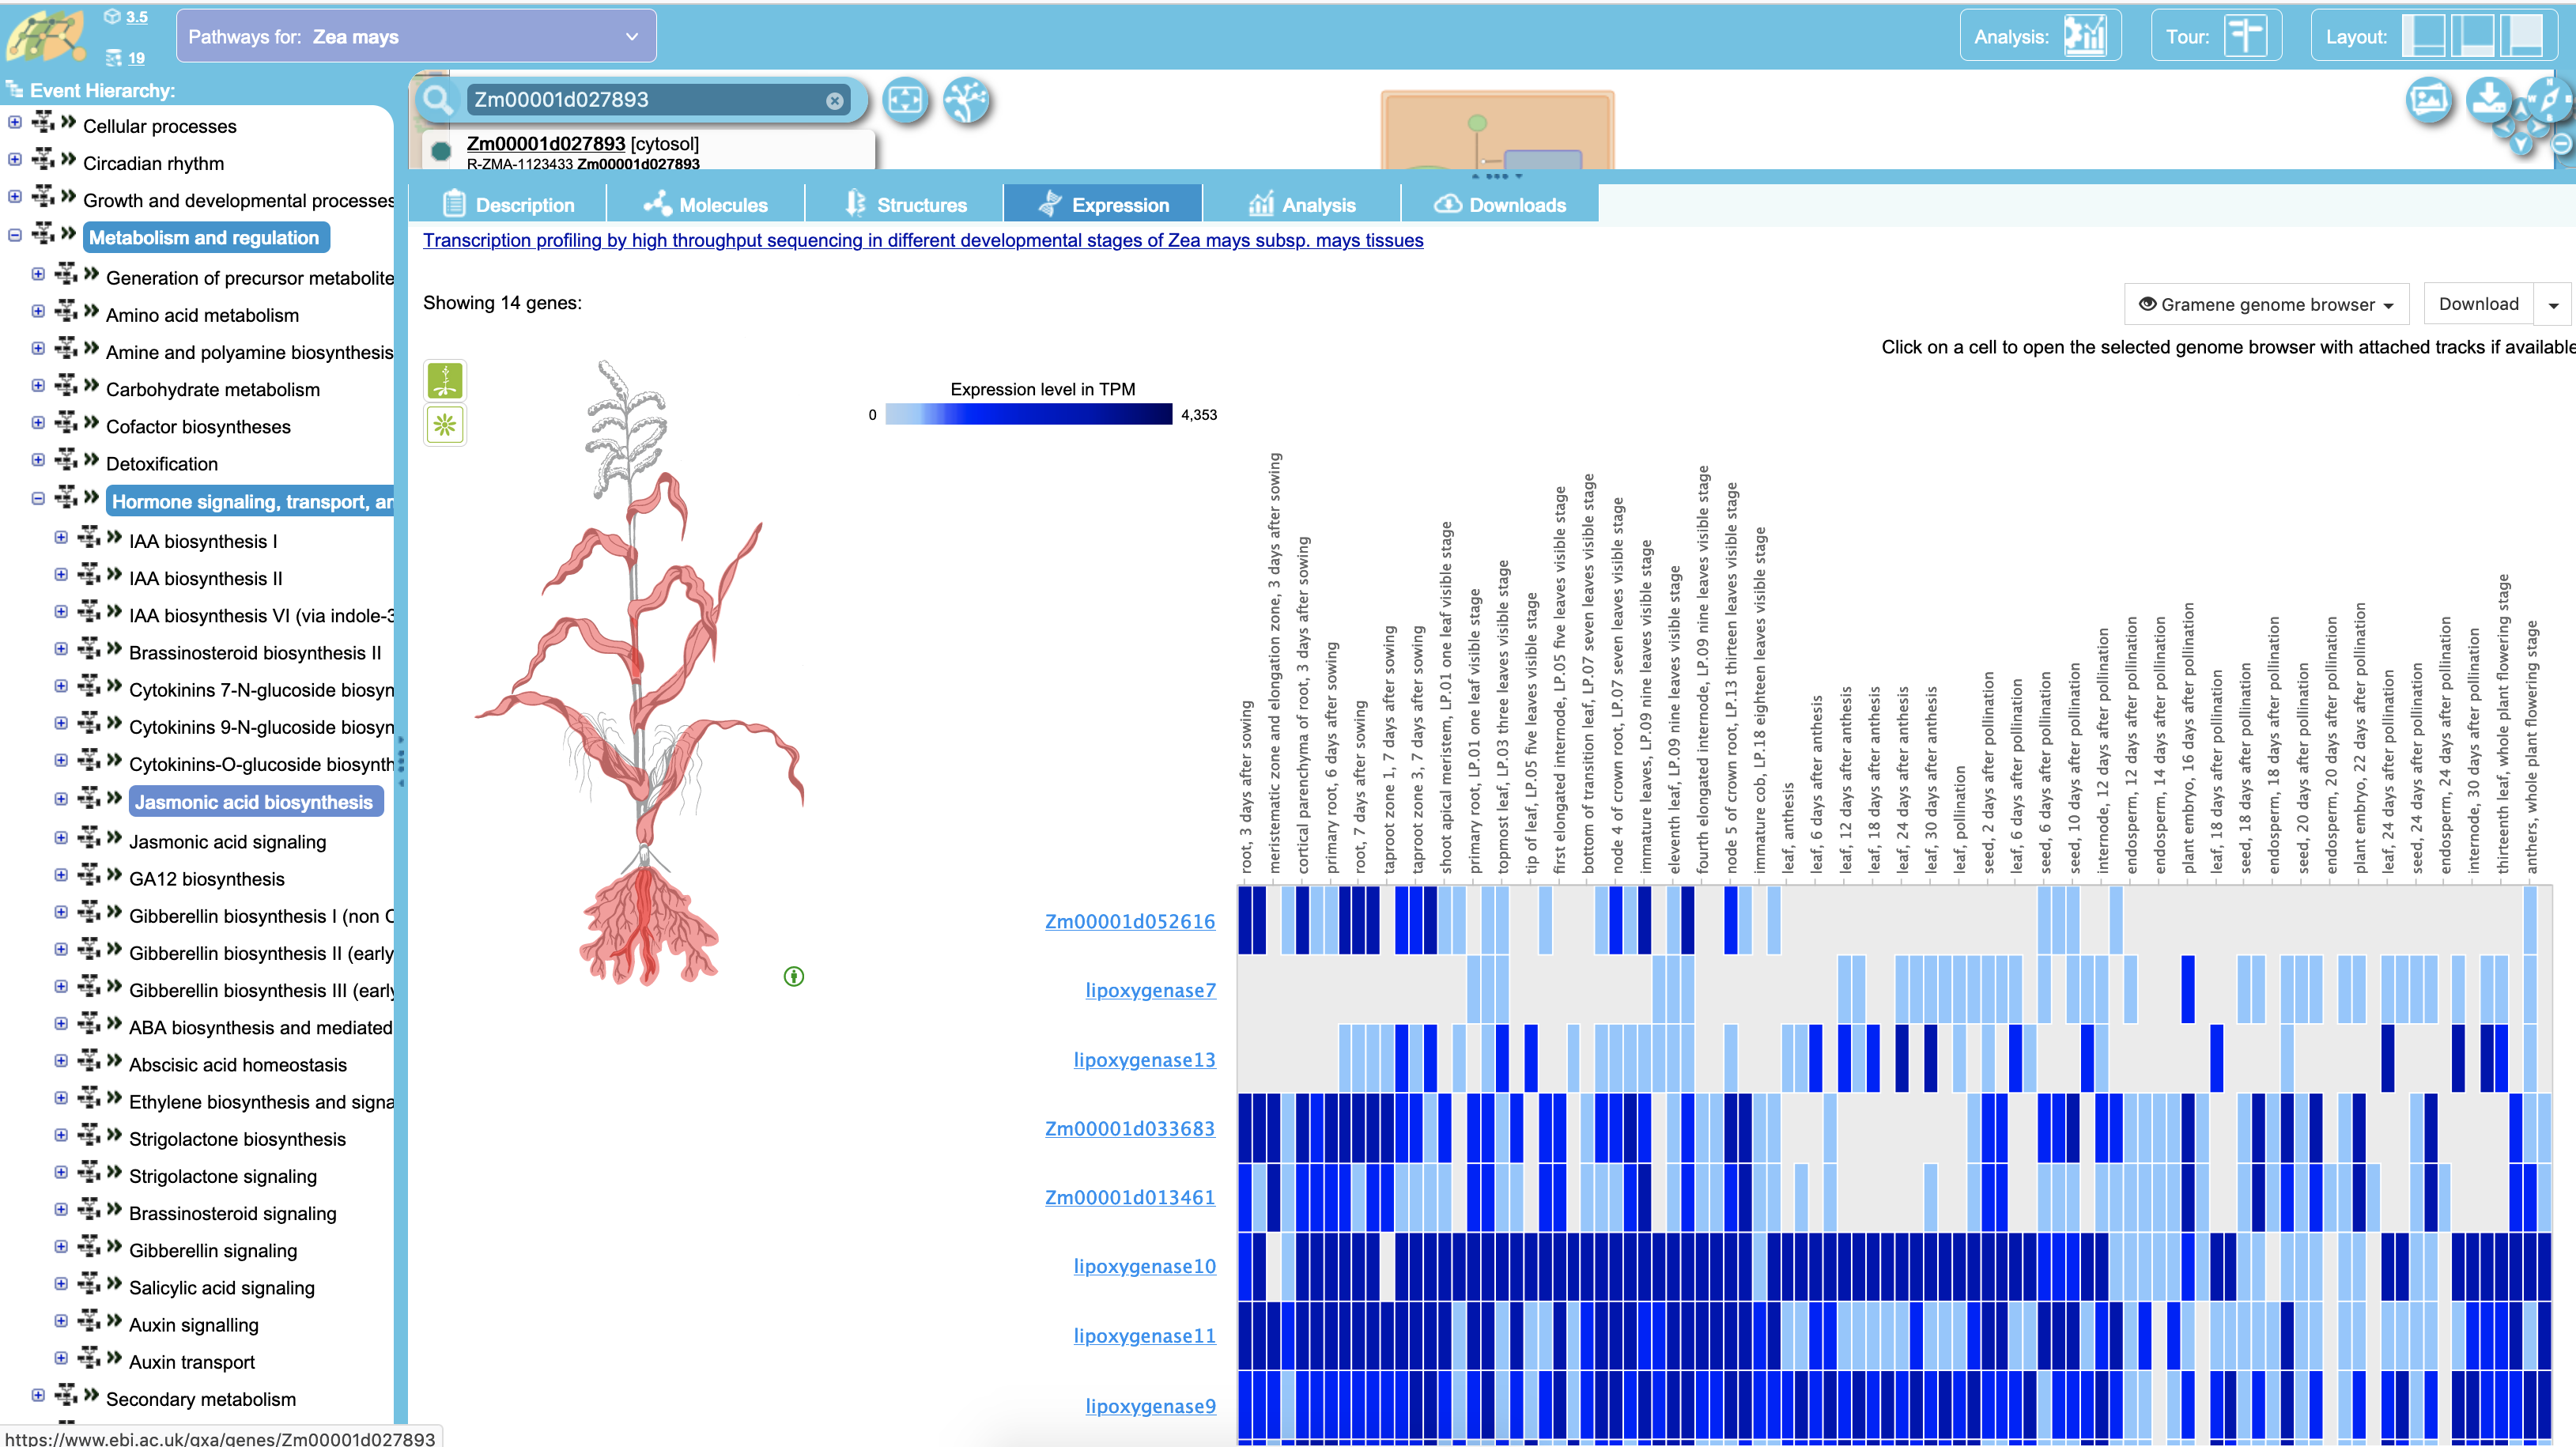 3.5
19
Pathways for: Zea mays
Analysis:
Tour:
Layout:
Event Hierarchy:
Cellular processes
Circadian rhythm
Growth and developmental processes
Metabolism and regulation
Generation of precursor metabolite
Amino acid metabolism
Amine and polyamine biosynthesis
Carbohydrate metabolism
Cofactor biosyntheses
Detoxification
Hormone signaling, transport, an
IAA biosynthesis I
IAA biosynthesis II
IAA biosynthesis VI (via indole-3
Brassinosteroid biosynthesis II
Cytokinins 7-N-glucoside biosyn
Cytokinins 9-N-glucoside biosyn
Cytokinins-O-glucoside biosynth
Jasmonic acid biosynthesis
Jasmonic acid signaling
GA12 biosynthesis
Gibberellin biosynthesis I (non C
Gibberellin biosynthesis II (early
Gibberellin biosynthesis III (early
ABA biosynthesis and mediated
Abscisic acid homeostasis
Ethylene biosynthesis and signa
Strigolactone biosynthesis
Strigolactone signaling
Brassinosteroid signaling
Gibberellin signaling
Salicylic acid signaling
Auxin signalling
Auxin transport
Secondary metabolism
https://www.ebi.ac.uk/gxa/genes/Zm00001d027893
Zm00001d027893
Zm00001d027893 [cytosol]
R-ZMA-1123433 Zm00001d027893
Description
Molecules
Structures
Expression
Analysis
Downloads
Transcription profiling by high throughput sequencing in different developmental stages of Zea mays subsp. mays tissues
Showing 14 genes:
Gramene genome browser
Download
Click on a cell to open the selected genome browser with attached tracks if available
Expression level in TPM
0
4,353
root, 3 days after sowing
meristematic zone and elongation zone, 3 days after sowing
cortical parenchyma of root, 3 days after sowing
primary root, 6 days after sowing
root, 7 days after sowing
taproot zone 1, 7 days after sowing
taproot zone 3, 7 days after sowing
shoot apical meristem, LP.01 one leaf visible stage
primary root, LP.01 one leaf visible stage
topmost leaf, LP.03 three leaves visible stage
tip of leaf, LP.05 five leaves visible stage
first elongated internode, LP.05 five leaves visible stage
bottom of transition leaf, LP.07 seven leaves visible stage
node 4 of crown root, LP.07 seven leaves visible stage
immature leaves, LP.09 nine leaves visible stage
eleventh leaf, LP.09 nine leaves visible stage
fourth elongated internode, LP.09 nine leaves visible stage
node 5 of crown root, LP.13 thirteen leaves visible stage
immature cob, LP.18 eighteen leaves visible stage
leaf, anthesis
leaf, 6 days after anthesis
leaf, 12 days after anthesis
leaf, 18 days after anthesis
leaf, 24 days after anthesis
leaf, 30 days after anthesis
leaf, pollination
seed, 2 days after pollination
leaf, 6 days after pollination
seed, 6 days after pollination
seed, 10 days after pollination
internode, 12 days after pollination
endosperm, 12 days after pollination
endosperm, 14 days after pollination
plant embryo, 16 days after pollination
leaf, 18 days after pollination
seed, 18 days after pollination
endosperm, 18 days after pollination
seed, 20 days after pollination
endosperm, 20 days after pollination
plant embryo, 22 days after pollination
leaf, 24 days after pollination
seed, 24 days after pollination
endosperm, 24 days after pollination
internode, 30 days after pollination
thirteenth leaf, whole plant flowering stage
anthers, whole plant flowering stage
Zm00001d052616
lipoxygenase7
lipoxygenase13
Zm00001d033683
Zm00001d013461
lipoxygenase10
lipoxygenase11
lipoxygenase9